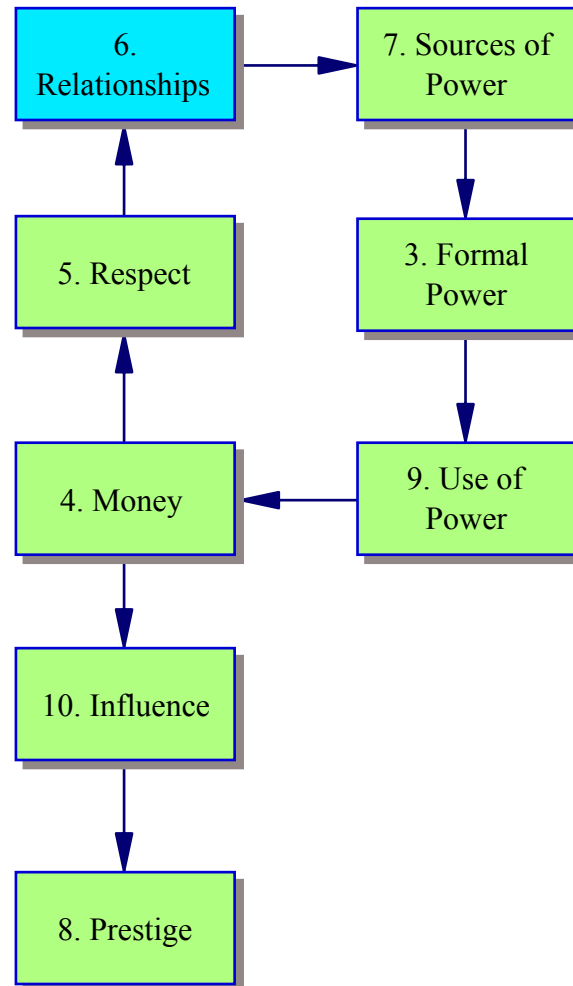 6.
Relationships
7. Sources of
Power
5. Respect
3. Formal
Power
4. Money
9. Use of
Power
10. Influence
8. Prestige